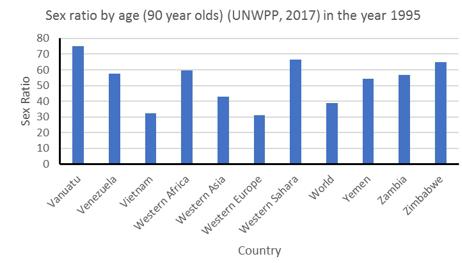 Sex ratio by age (90 year olds) (UNWPP, 2017) in the year 1995
80
70
60
50
40
30
20
10
0
Sex Ratio
Vanuatu
Venezuela
Vietnam
Western Africa
Western Asia
Western Europe
Western Sahara
World
Yemen
Zambia
Zimbabwe
Country